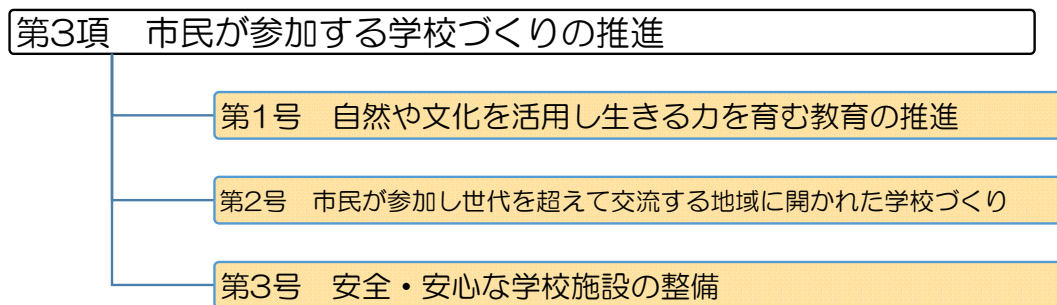 第3項　市民が参加する学校づくりの推進
第1号　自然や文化を活用し生きる力を育む教育の推進
第2号　市民が参加し世代を超えて交流する地域に開かれた学校づくり
第3号　安全・安心な学校施設の整備